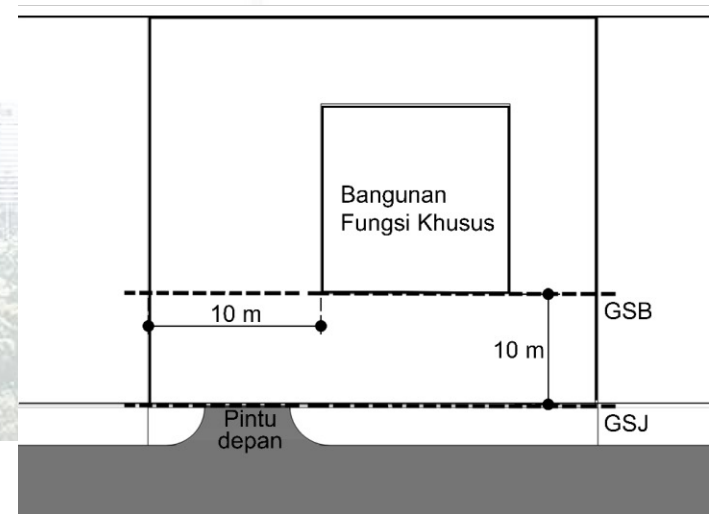 Bangunan
Fungsi Khusus
GSB
10 m
10 m
GSJ
Pintu
depan